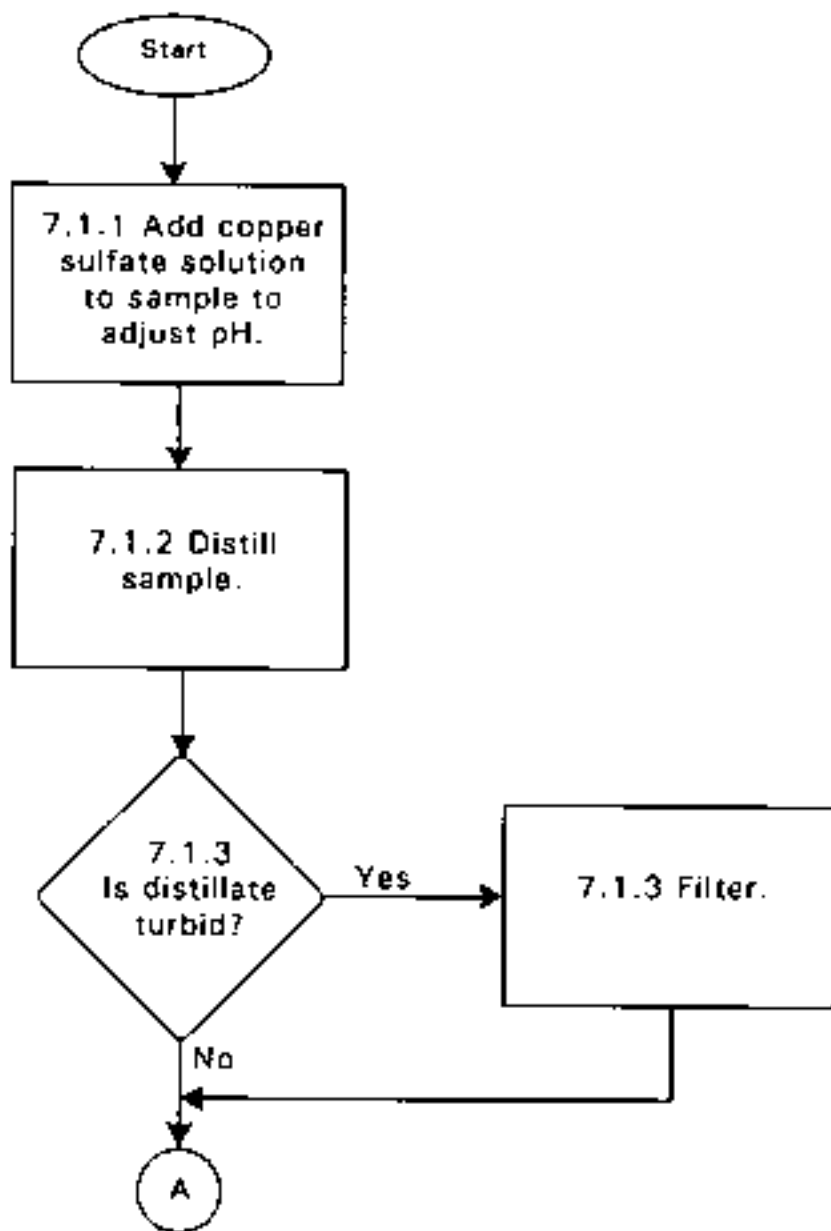 Start
7.1.1 Add copper
sulfate solution
to sample to
adjust pH.
7.1.2 Distill
sample.
7.1.3
Is distillate
turbid?
Yes
7.1.3 Filter.
No
A